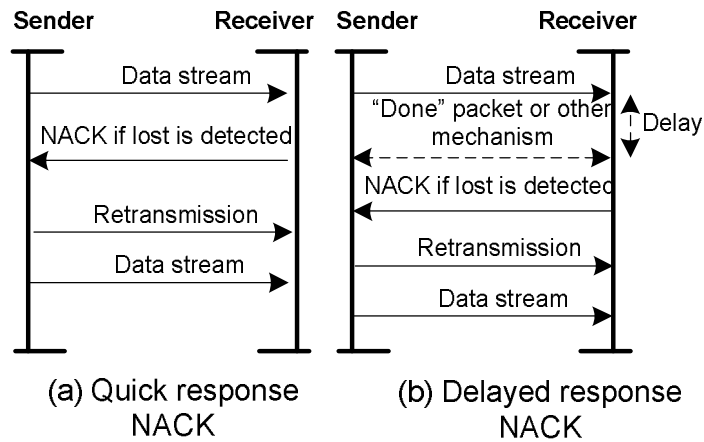 Sender
Receiver
Data stream
NACK if lost is detected
Retransmission
Data stream
(a) Quick response
NACK
Sender
Receiver
Data stream
“Done” packet or other
mechanism
Delay
NACK if lost is detected
Retransmission
Data stream
(b) Delayed response
NACK